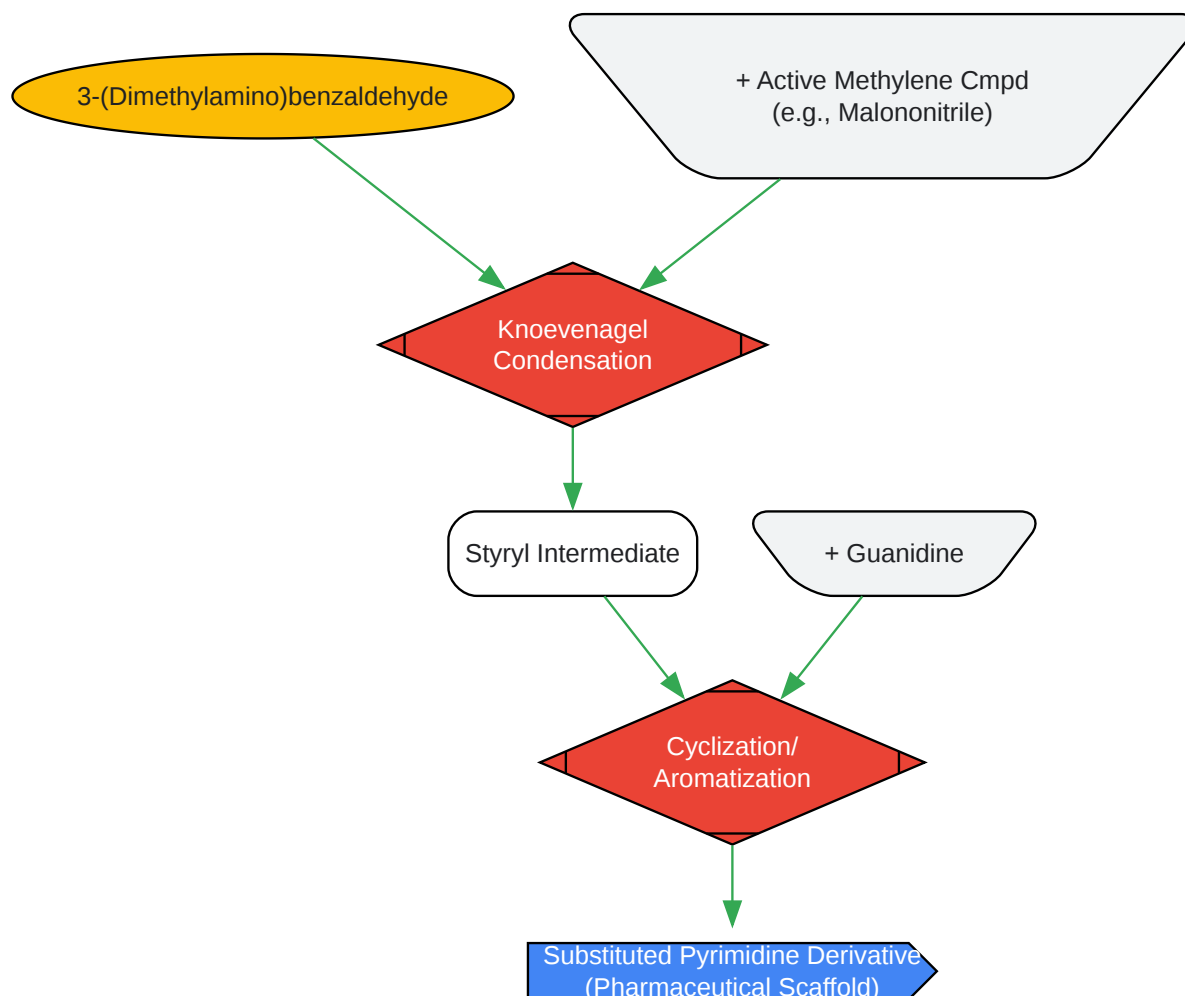 3-(Dimethylamino)benzaldehyde
+ Active Methylene Cmpd
(e.g., Malononitrile)
Knoevenagel
Condensation
Styryl Intermediate
+ Guanidine
Cyclization/
Aromatization
Substituted Pyrimidine Derivative
(Pharmaceutical Scaffold)